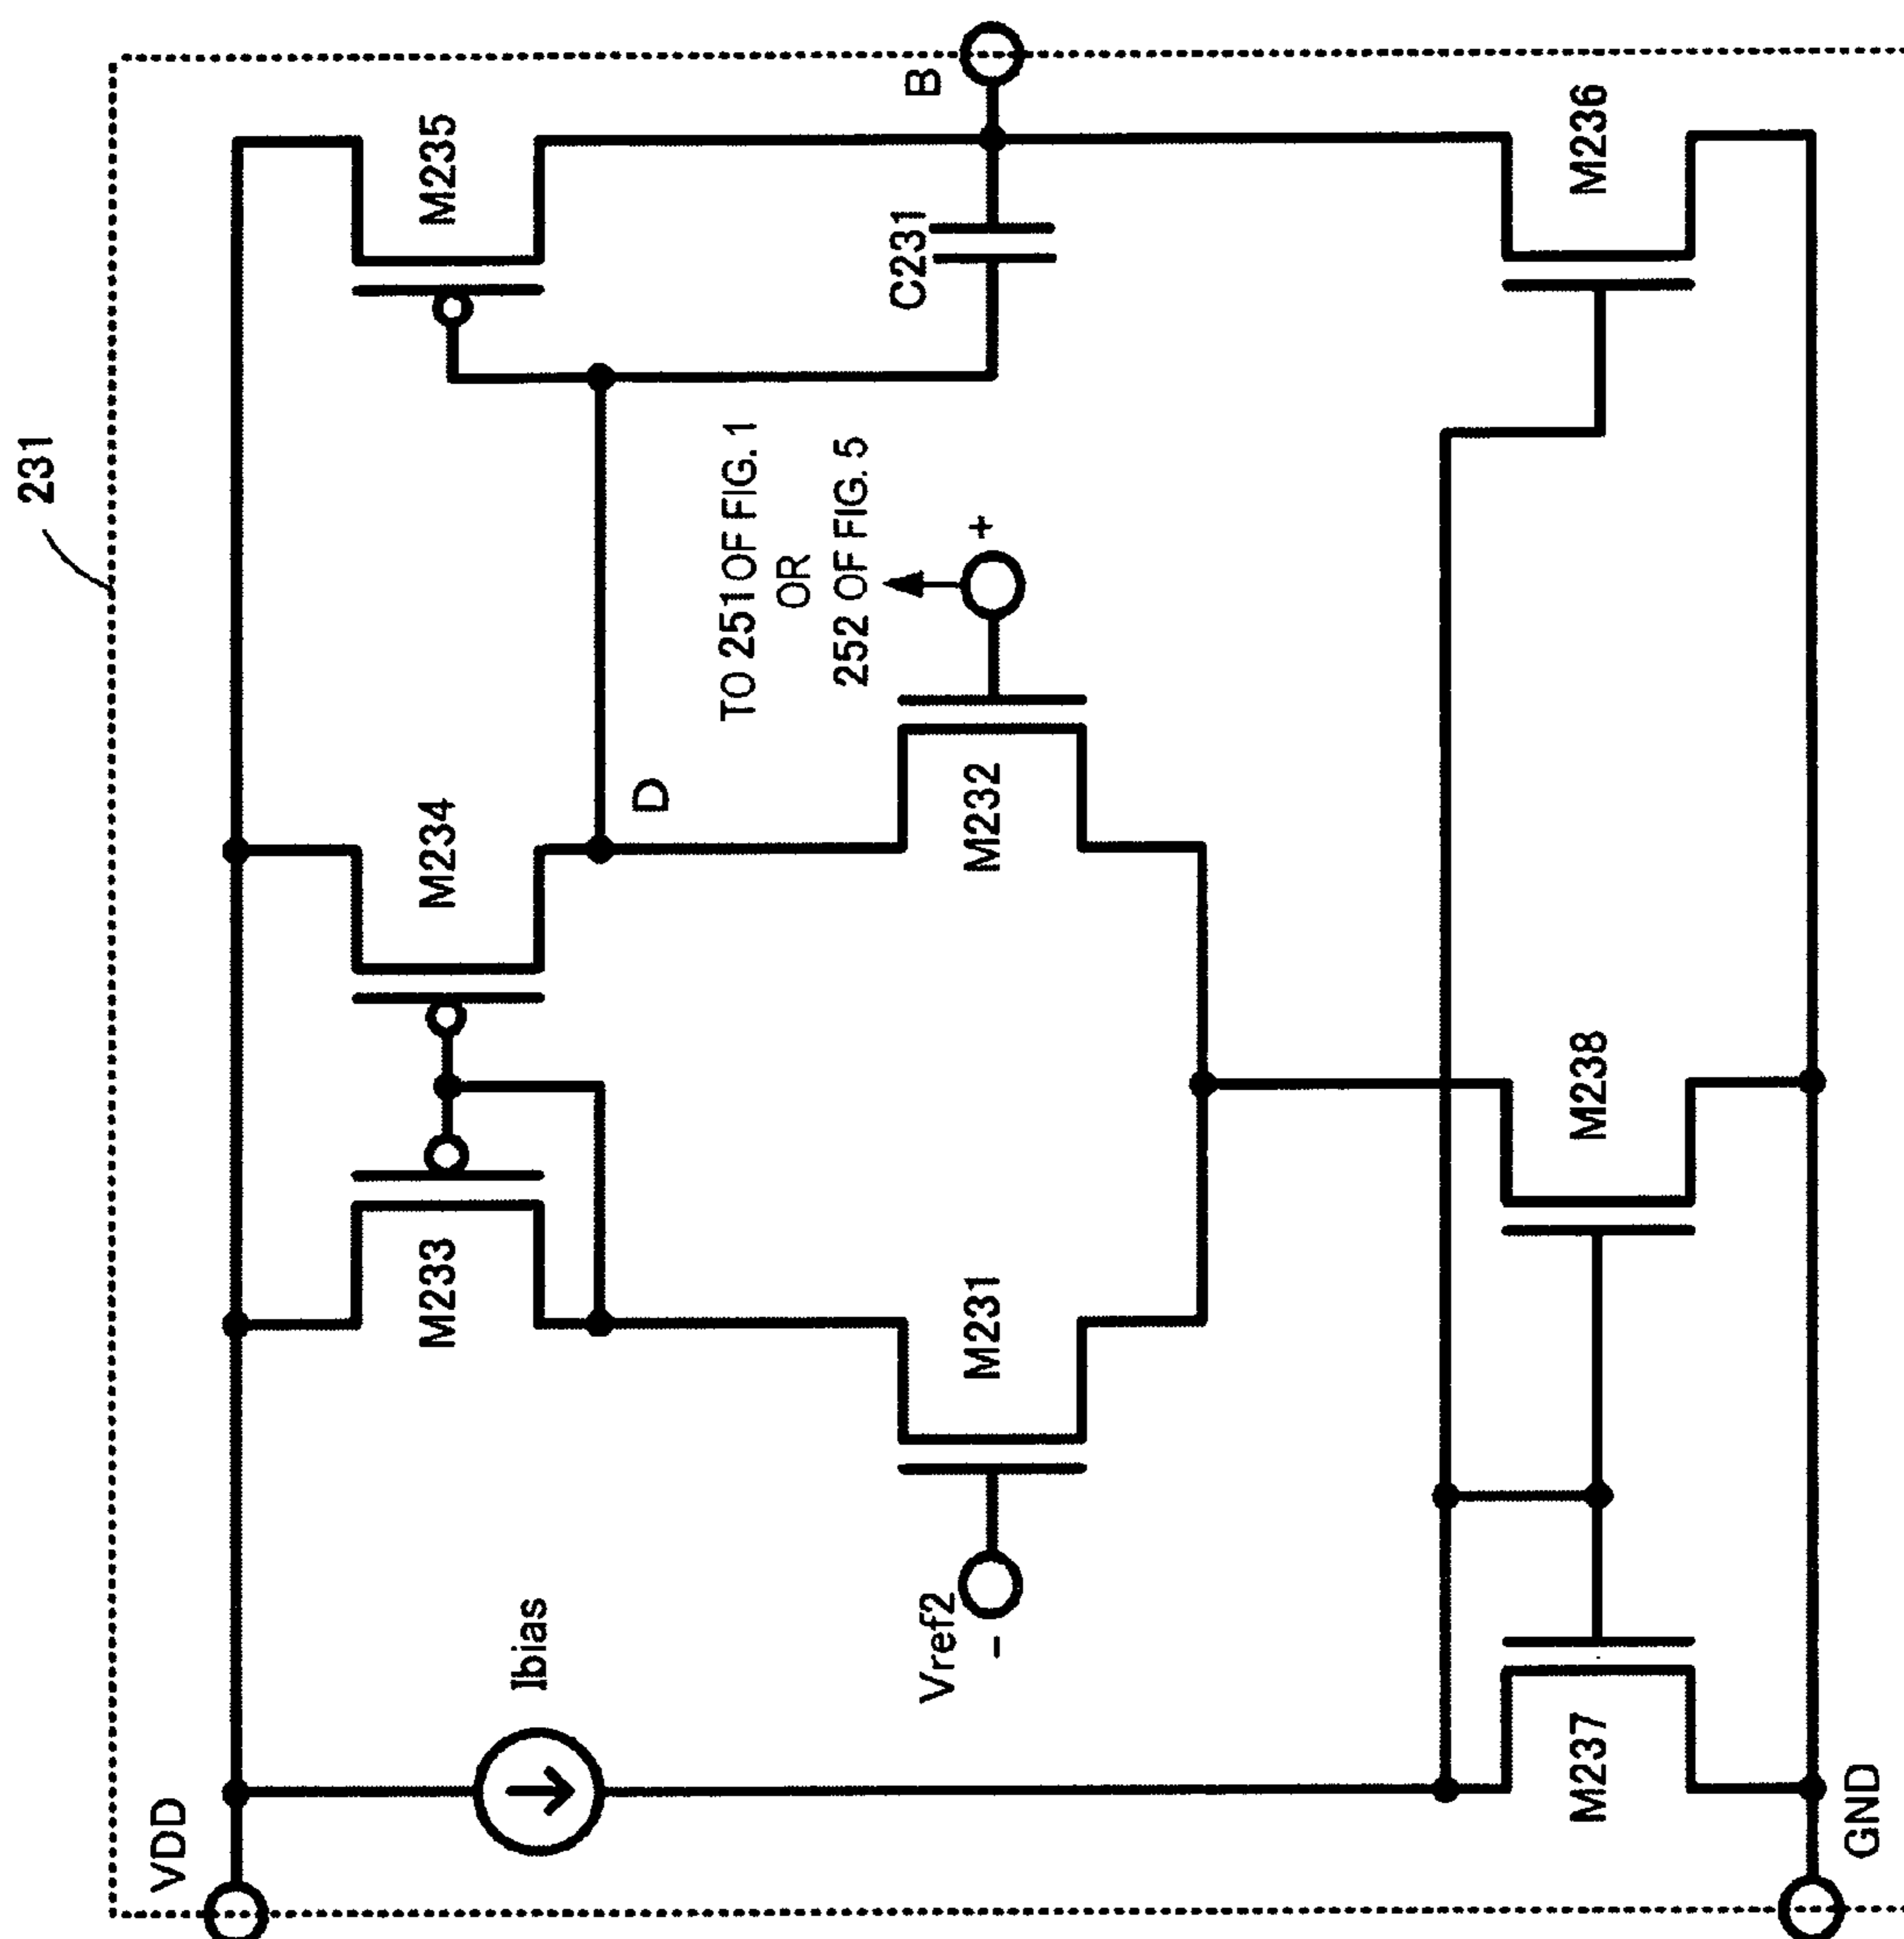 231
VDD
Ibias
M233
M234
M235
D
TO 251 OF FIG. 1
OR
252 OF FIG. 5
C231
B
Vref2
-
M231
M232
+
M237
M238
M236
GND